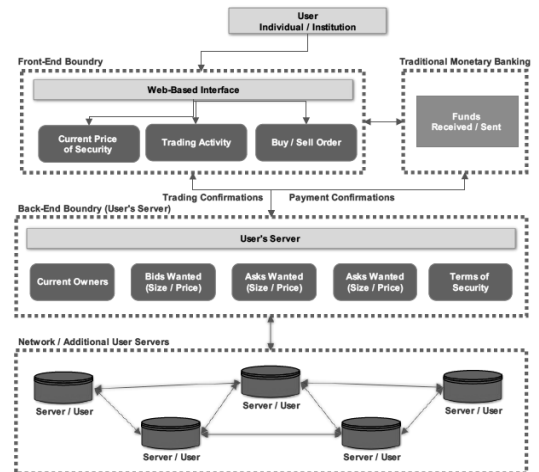 User
Individual / Institution
Front-End Boundry
Traditional Monetary Banking
Web-Based Interface
Current Price
of Security
Trading Activity
Buy / Sell Order
Funds
Received / Sent
Trading Confirmations
Payment Confirmations
Back-End Boundry (User's Server)
User's Server
Current Owners
Bids Wanted
(Size / Price)
Asks Wanted
(Size / Price)
Asks Wanted
(Size / Price)
Terms of
Security
Network / Additional User Servers
Server / User
Server / User
Server / User
Server / User
Server / User